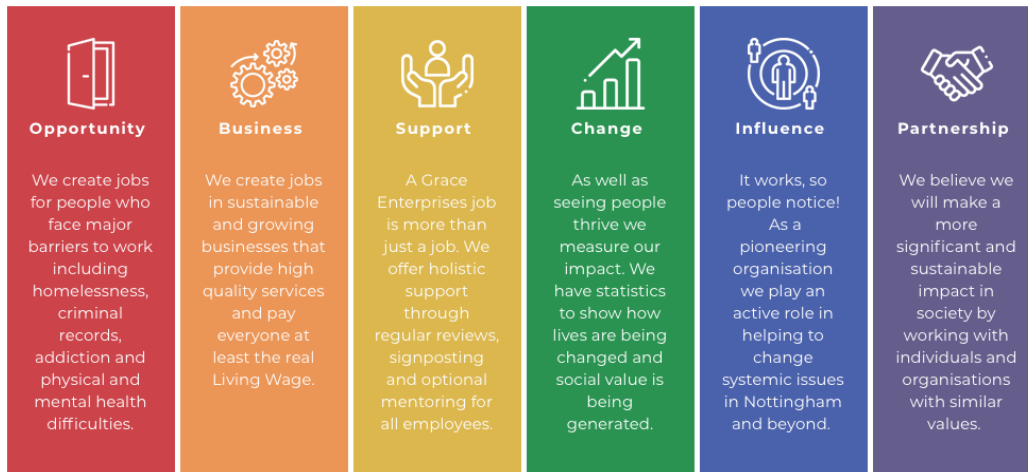 Opportunity
We create jobs
for people who
face major
barriers to work
including
homelessness,
criminal
records,
addiction and
physical and
mental health
difficulties.
Business
We create jobs
in sustainable
and growing
businesses that
provide high
quality services
and pay
everyone at
least the real
Living Wage.
Support
A Grace
Enterprises job
is more than
just a job. We
offer holistic
support
through
regular reviews,
signposting
and optional
mentoring for
all employees.
Change
As well as
seeing people
thrive we
measure our
impact. We
have statistics
to show how
lives are being
changed and
social value is
being
generated.
Influence
It works, so
people notice!
As a
pioneering
organisation
we play an
active role in
helping to
change
systemic issues
in Nottingham
and beyond.
Partnership
We believe we
will make a
more
significant and
sustainable
impact in
society by
working with
individuals and
organisations
with similar
values.